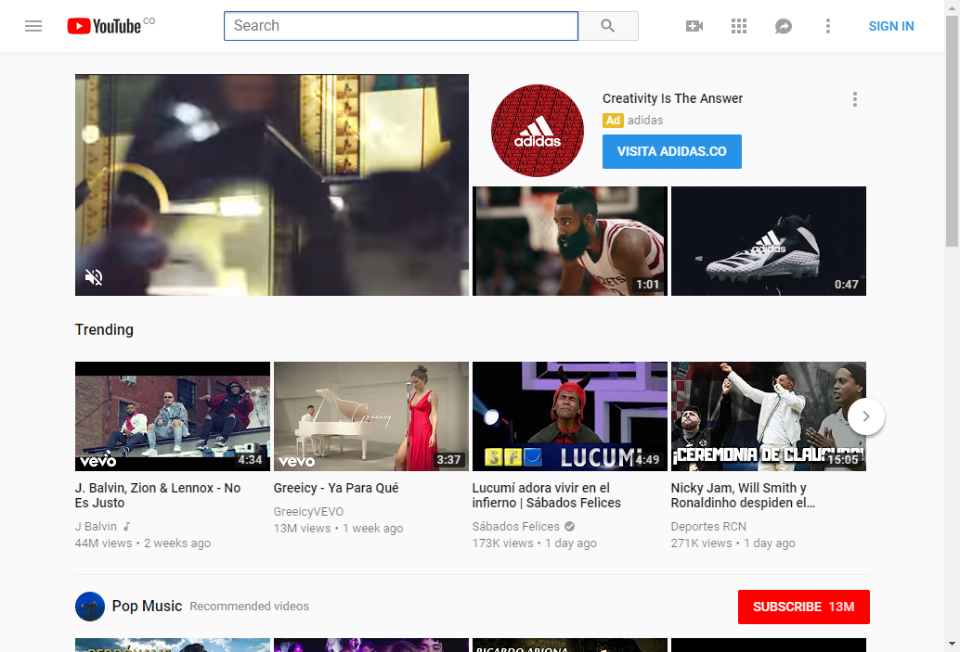 YouTube CO
Search
SIGN IN
Creativity Is The Answer
Ad adidas
VISITA ADIDAS.CO
adidas
1:01
adidas
0:47
Trending
vevo
4:34
Greeicy
vevo
3:37
LUCUMI
4:49
¡CEREMONIA DE CLAUSURA!
15:05
J. Balvin, Zion & Lennox - No
Es Justo
J Balvin
44M views • 2 weeks ago
Greeicy - Ya Para Qué
GreeicyVEVO
13M views • 1 week ago
Lucumí adora vivir en el
infierno | Sábados Felices
Sábados Felices
173K views • 1 day ago
Nicky Jam, Will Smith y
Ronaldinho despiden el...
Deportes RCN
271K views • 1 day ago
Pop Music Recommended videos
SUBSCRIBE 13M